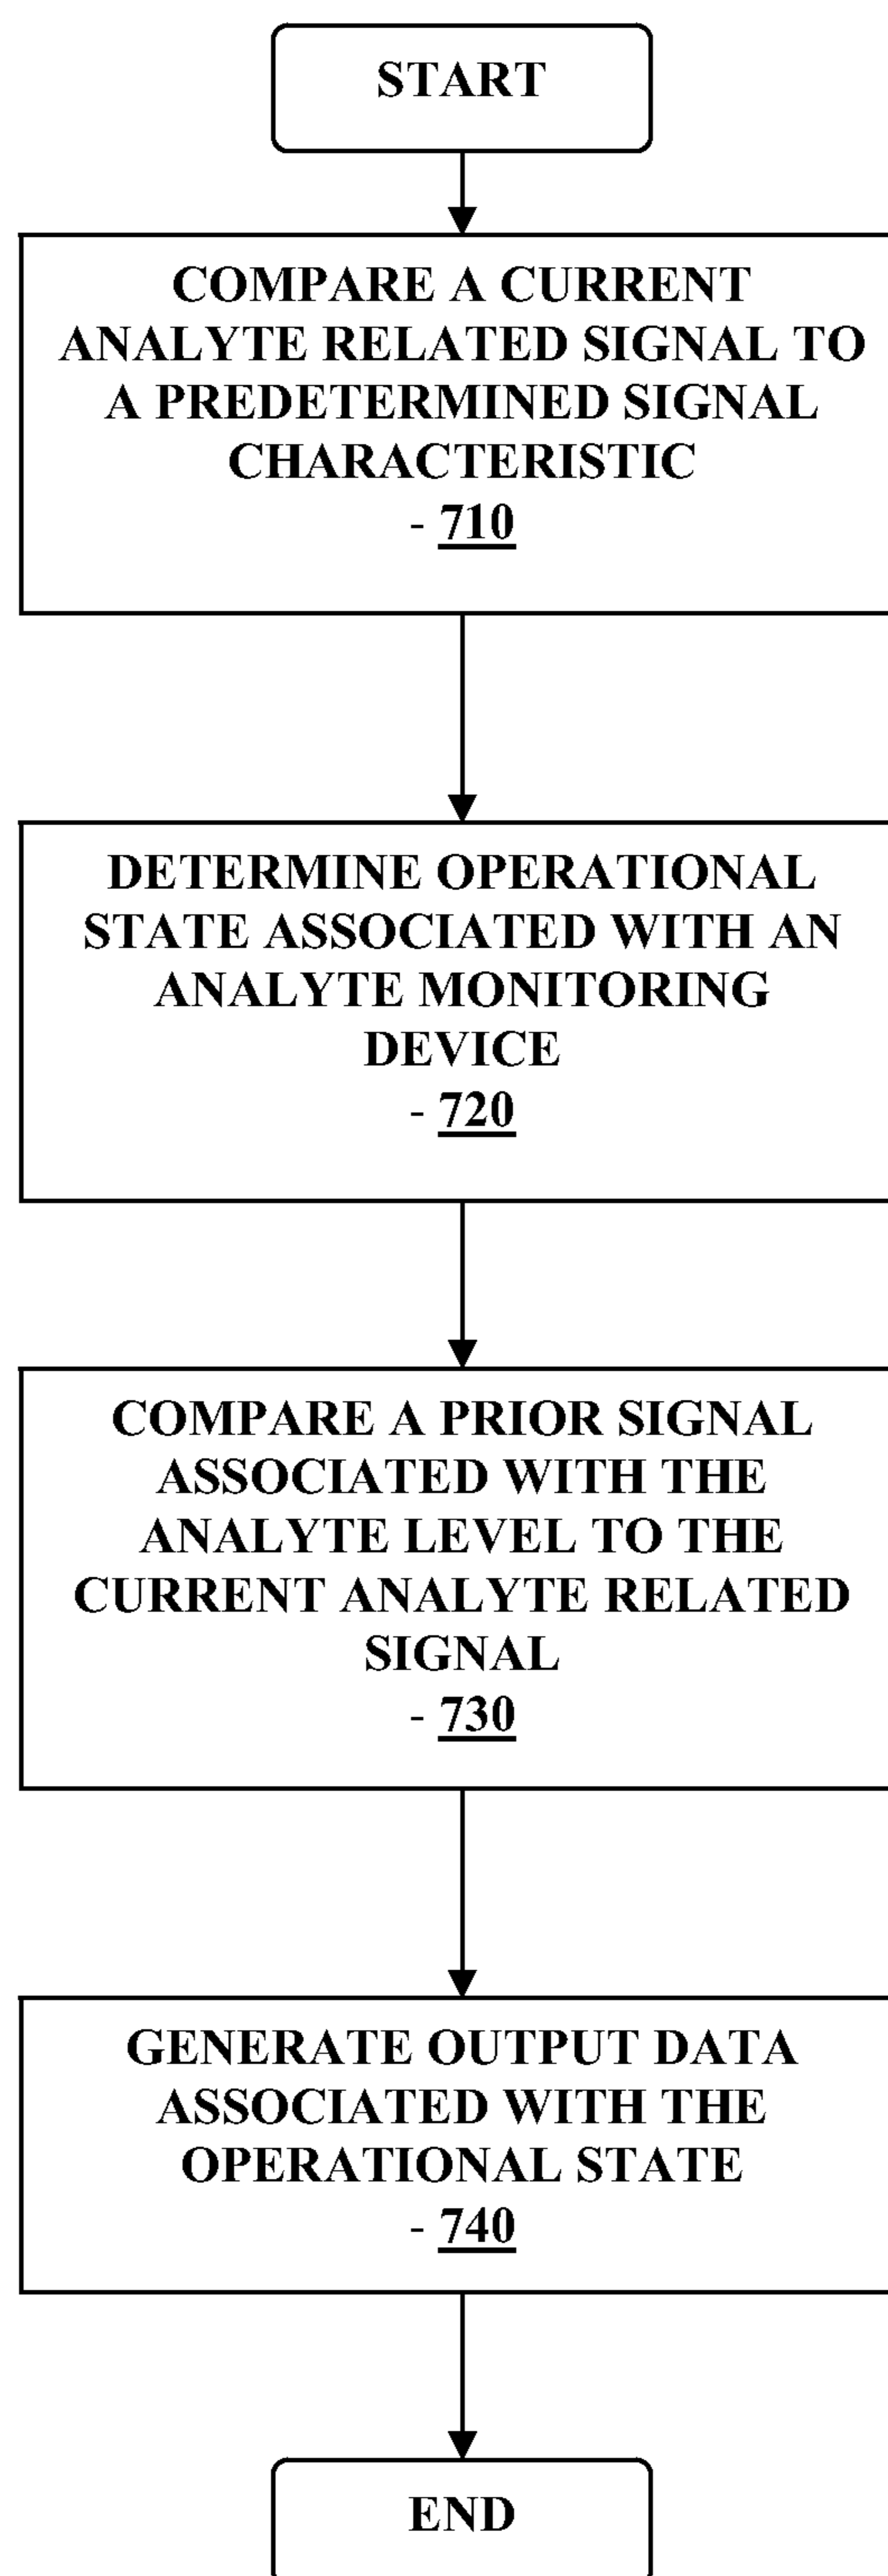 START
COMPARE A CURRENT
ANALYTE RELATED SIGNAL TO
A PREDETERMINED SIGNAL
CHARACTERISTIC
- 710
DETERMINE OPERATIONAL
STATE ASSOCIATED WITH AN
ANALYTE MONITORING
DEVICE
- 720
COMPARE A PRIOR SIGNAL
ASSOCIATED WITH THE
ANALYTE LEVEL TO THE
CURRENT ANALYTE RELATED
SIGNAL
- 730
GENERATE OUTPUT DATA
ASSOCIATED WITH THE
OPERATIONAL STATE
- 740
END